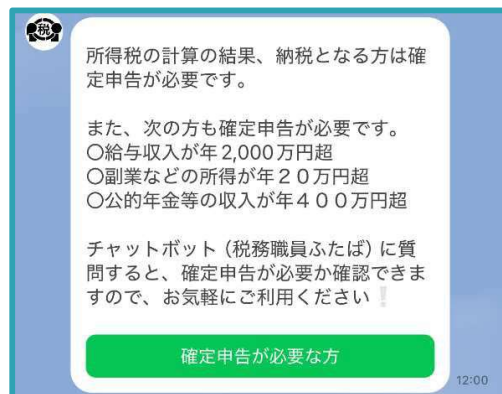 税
所得税の計算の結果、納税となる方は確
定申告が必要です。
また、次の方も確定申告が必要です。
〇給与収入が年2,000万円超
〇副業などの所得が年２０万円超
〇公的年金等の収入が年４００万円超
チャットボット（税務職員ふたば）に質
問すると、確定申告が必要か確認できま
すので、お気軽にご利用ください
確定申告が必要な方
12:00